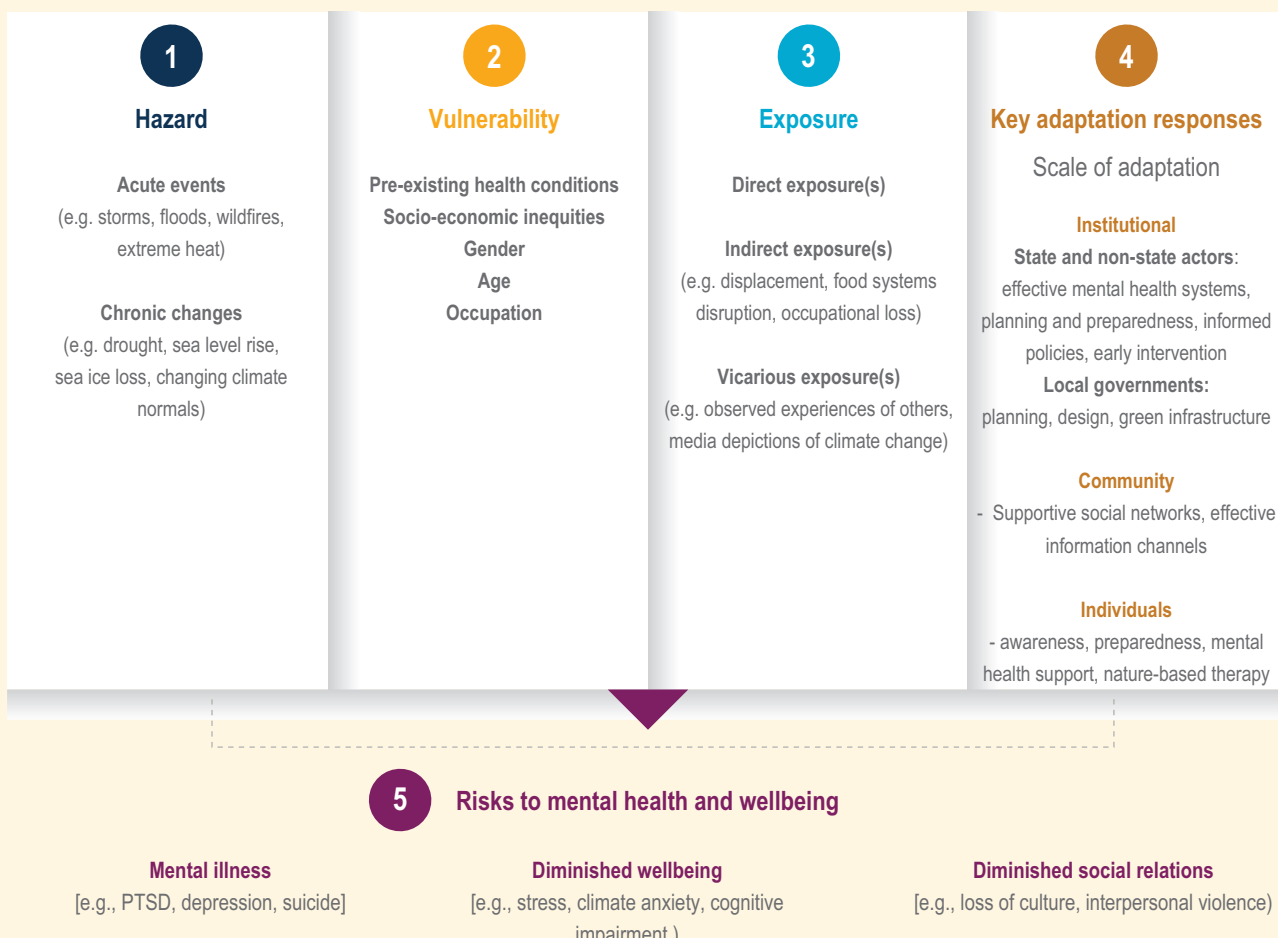 1
Hazard
Acute events
(e.g. storms, floods, wildfires,
extreme heat)
Chronic changes
(e.g. drought, sea level rise,
sea ice loss, changing climate
normals)
2
Vulnerability
Pre-existing health conditions
Socio-economic inequities
Gender
Age
Occupation
3
Exposure
Direct exposure(s)
Indirect exposure(s)
(e.g. displacement, food systems
disruption, occupational loss)
Vicarious exposure(s)
(e.g. observed experiences of others,
media depictions of climate change)
4
Key adaptation responses
Scale of adaptation
Institutional
State and non-state actors:
effective mental health systems,
planning and preparedness, informed
policies, early intervention
Local governments:
planning, design, green infrastructure
Community
- Supportive social networks, effective
information channels
Individuals
- awareness, preparedness, mental
health support, nature-based therapy
5
Risks to mental health and wellbeing
Mental illness
[e.g., PTSD, depression, suicide]
Diminished wellbeing
[e.g., stress, climate anxiety, cognitive
impairment )
Diminished social relations
[e.g., loss of culture, interpersonal violence)